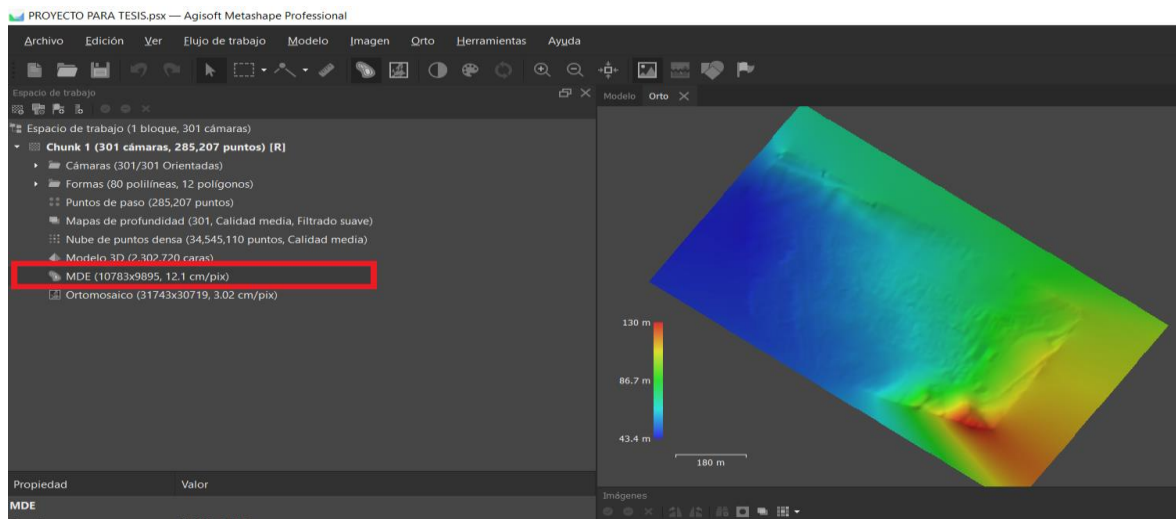 PROYECTO PARA TESIS.psx — Agisoft Metashape Professional
Archivo Edición Ver Flujo de trabajo Modelo Imagen Orto Herramientas Ayuda
Espacio de trabajo
Espacio de trabajo (1 bloque, 301 cámaras)
Chunk 1 (301 cámaras, 285,207 puntos) [R]
Cámaras (301/301 Orientadas)
Formas (80 polilíneas, 12 polígonos)
Puntos de paso (285,207 puntos)
Mapas de profundidad (301, Calidad media, Filtrado suave)
Nube de puntos densa (34,545,110 puntos, Calidad media)
Modelo 3D (2,302,720 caras)
MDE (10783x9895, 12.1 cm/pix)
Ortomosaico (31743x30719, 3.02 cm/pix)
Propiedad Valor
MDE
Modelo Orto
130 m
86.7 m
43.4 m
180 m
Imágenes